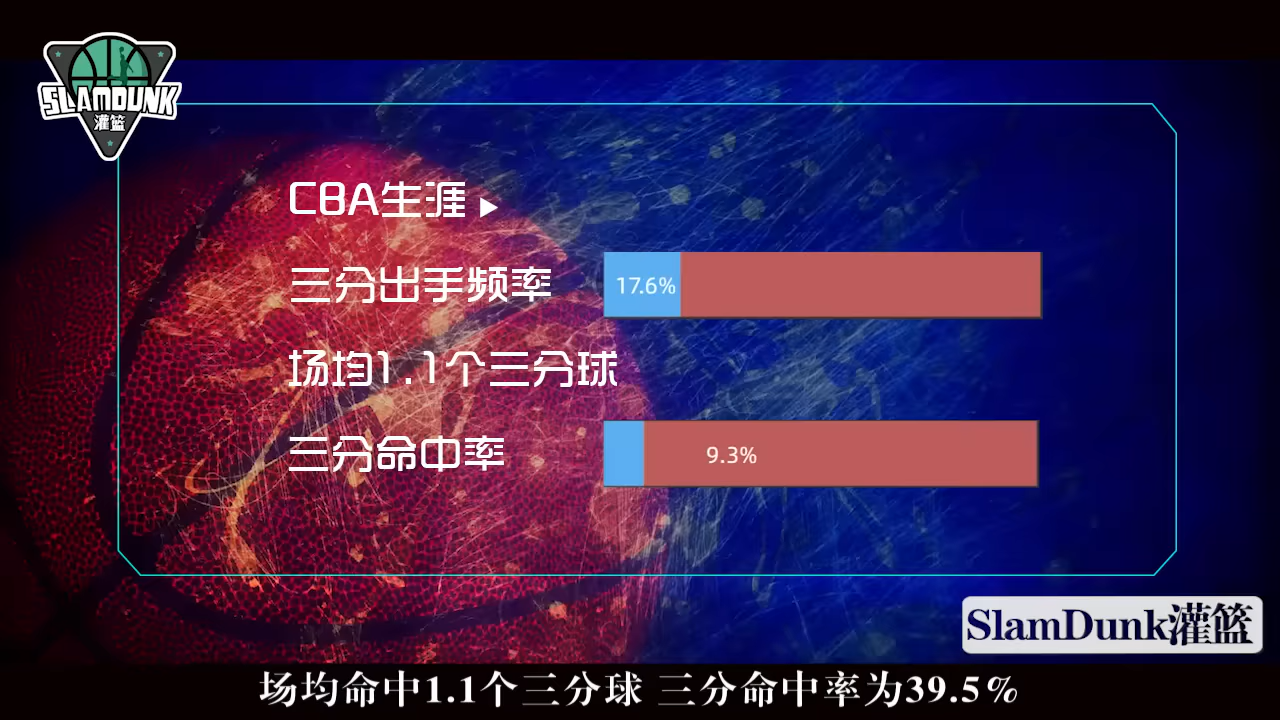 SLAMDUNK
灌篮
CBA生涯
三分出手频率
17.6%
场均1.1个三分球
三分命中率
9.3%
SlamDunk灌篮
场均命中1.1个三分球 三分命中率为39.5%